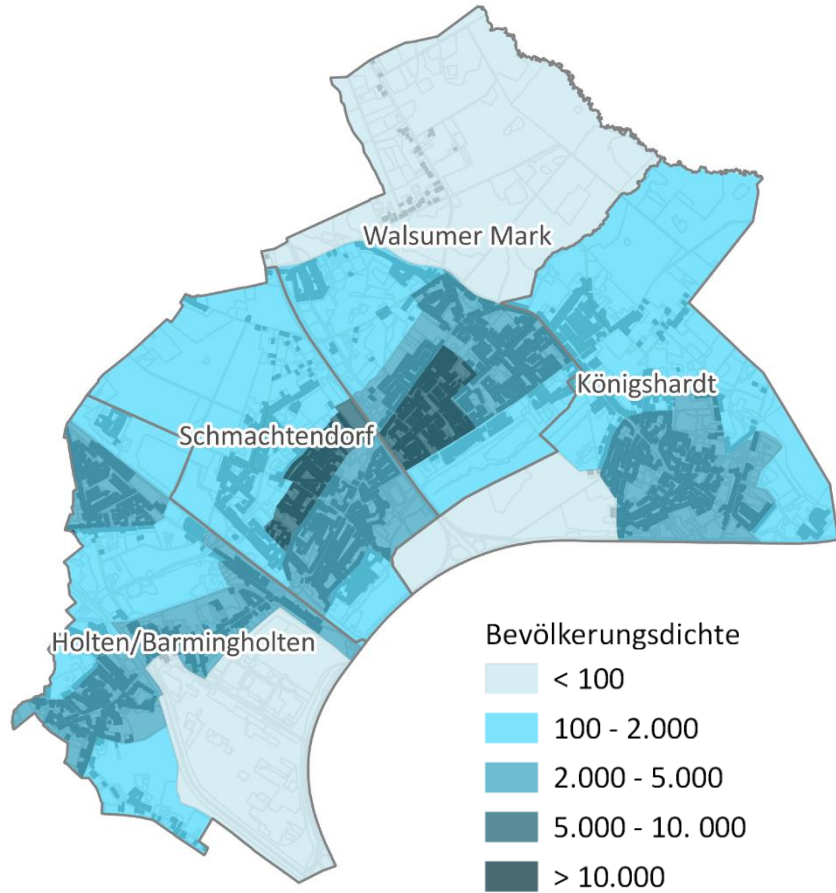 Walsumer Mark
Königshardt
Schmachtendorf
Holten/Barmingholten
Bevölkerungsdichte
< 100
100 - 2.000
2.000 - 5.000
5.000 - 10. 000
> 10.000